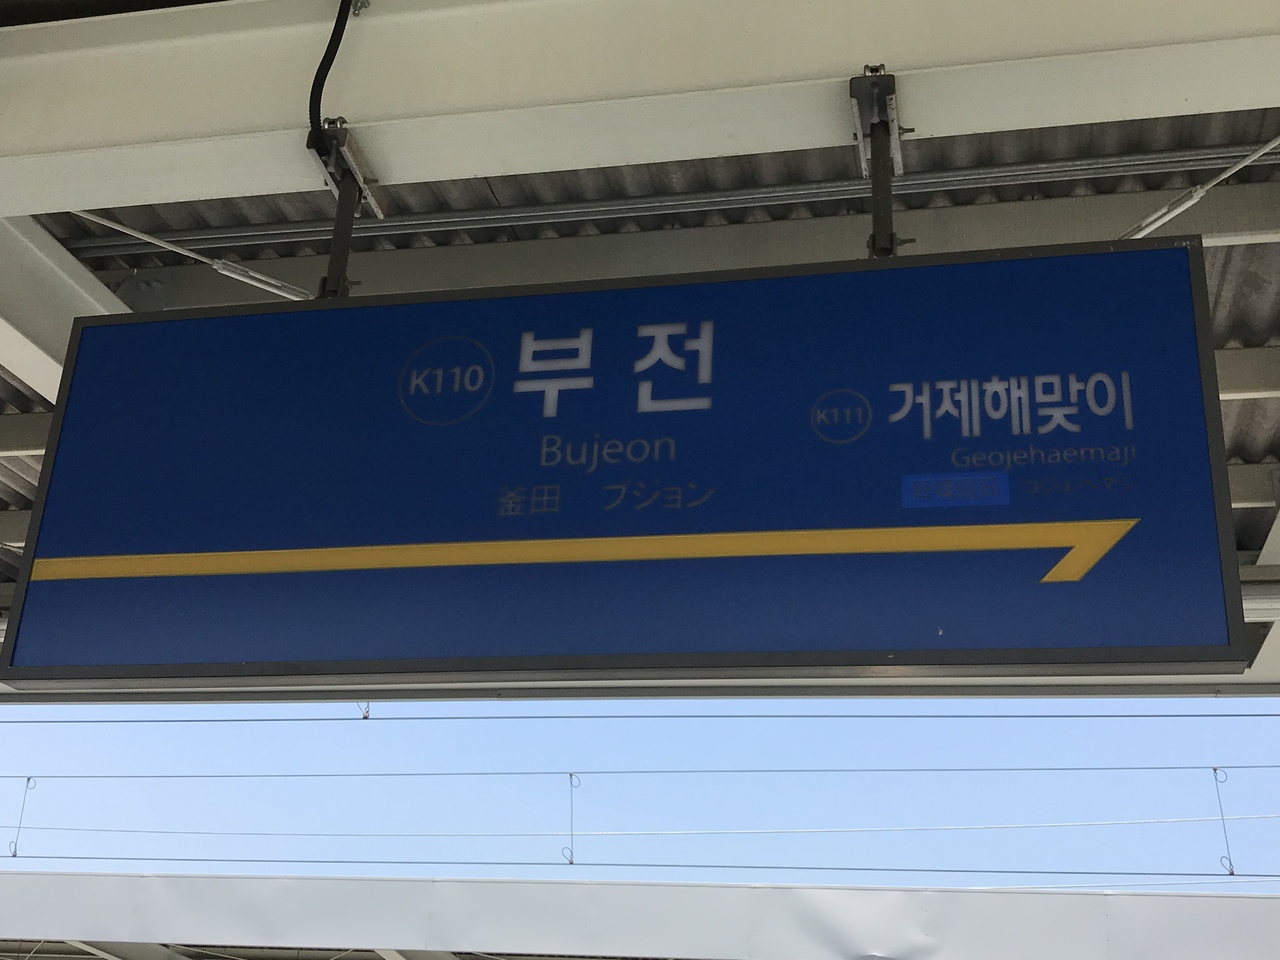 K110 부전
Bujeon
釜田 プジョン
K111 거제해맞이
Geojehaemaji